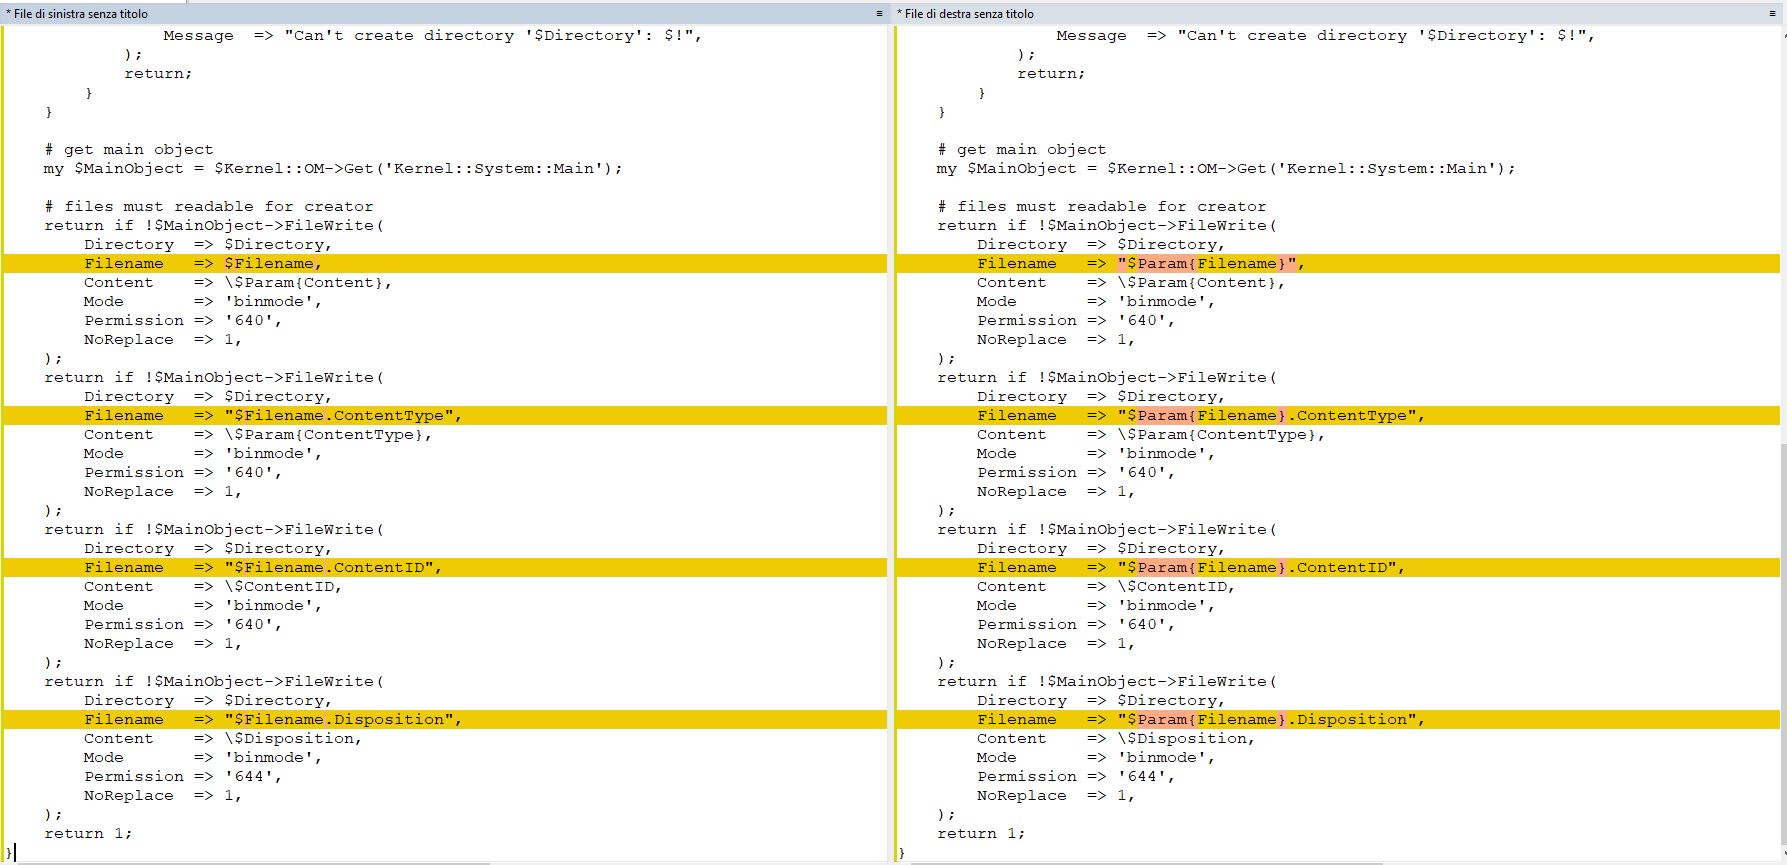 * File di sinistra senza titolo
Message => "Can't create directory '$Directory': $!",
);
return;
}
}
# get main object
my $MainObject = $Kernel::OM->Get('Kernel::System::Main');
# files must readable for creator
return if !$MainObject->FileWrite(
Directory => $Directory,
Filename => $Filename,
Content => \$Param{Content},
Mode => 'binmode',
Permission => '640',
NoReplace => 1,
);
return if !$MainObject->FileWrite(
Directory => $Directory,
Filename => "$Filename.ContentType",
Content => \$Param{ContentType},
Mode => 'binmode',
Permission => '640',
NoReplace => 1,
);
return if !$MainObject->FileWrite(
Directory => $Directory,
Filename => "$Filename.ContentID",
Content => \$ContentID,
Mode => 'binmode',
Permission => '640',
NoReplace => 1,
);
return if !$MainObject->FileWrite(
Directory => $Directory,
Filename => "$Filename.Disposition",
Content => \$Disposition,
Mode => 'binmode',
Permission => '644',
NoReplace => 1,
);
return 1;
}
* File di destra senza titolo
Message => "Can't create directory '$Directory': $!",
);
return;
}
}
# get main object
my $MainObject = $Kernel::OM->Get('Kernel::System::Main');
# files must readable for creator
return if !$MainObject->FileWrite(
Directory => $Directory,
Filename => "$Param{Filename}",
Content => \$Param{Content},
Mode => 'binmode',
Permission => '640',
NoReplace => 1,
);
return if !$MainObject->FileWrite(
Directory => $Directory,
Filename => "$Param{Filename}.ContentType",
Content => \$Param{ContentType},
Mode => 'binmode',
Permission => '640',
NoReplace => 1,
);
return if !$MainObject->FileWrite(
Directory => $Directory,
Filename => "$Param{Filename}.ContentID",
Content => \$ContentID,
Mode => 'binmode',
Permission => '640',
NoReplace => 1,
);
return if !$MainObject->FileWrite(
Directory => $Directory,
Filename => "$Param{Filename}.Disposition",
Content => \$Disposition,
Mode => 'binmode',
Permission => '644',
NoReplace => 1,
);
return 1;
}